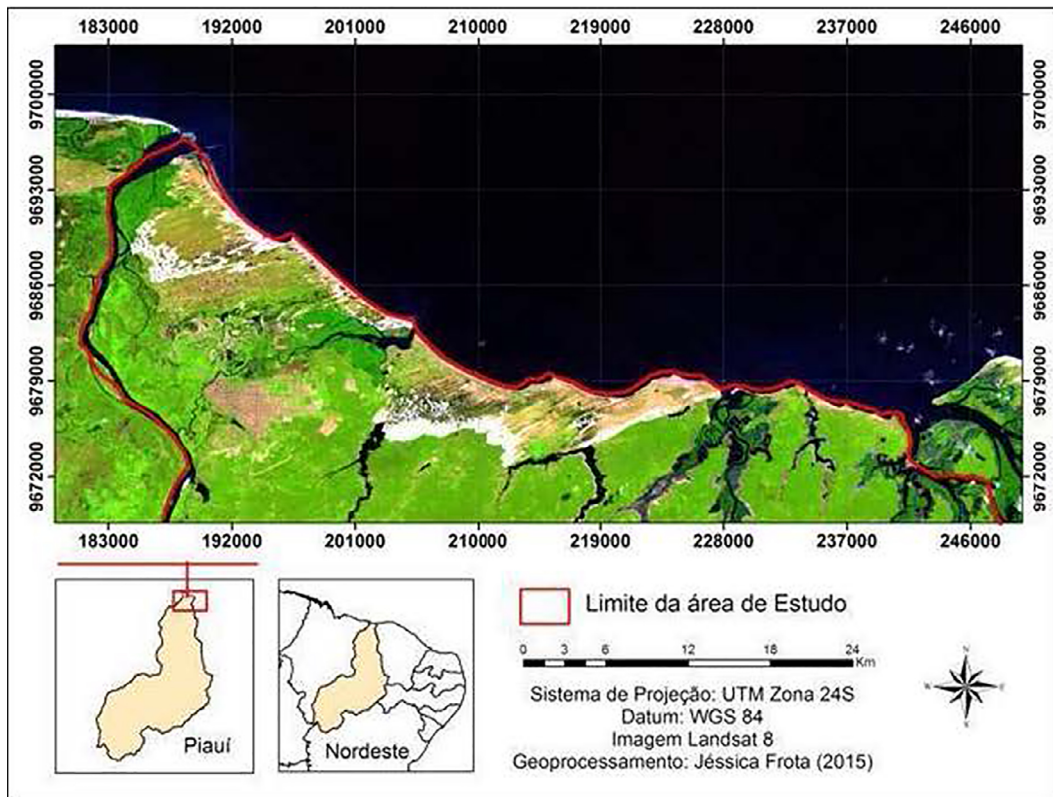 183000 192000 201000 210000 219000 228000 237000 246000
9700000 9700000
9693000 9693000
9686000 9686000
9679000 9679000
9672000 9672000
183000 192000 201000 210000 219000 228000 237000 246000
Piauí
Nordeste
Limite da área de Estudo
0 3 6 12 18 24
Km
Sistema de Projeção: UTM Zona 24S
Datum: WGS 84
Imagem Landsat 8
Geoprocessamento: Jéssica Frota (2015)
N
W E
S